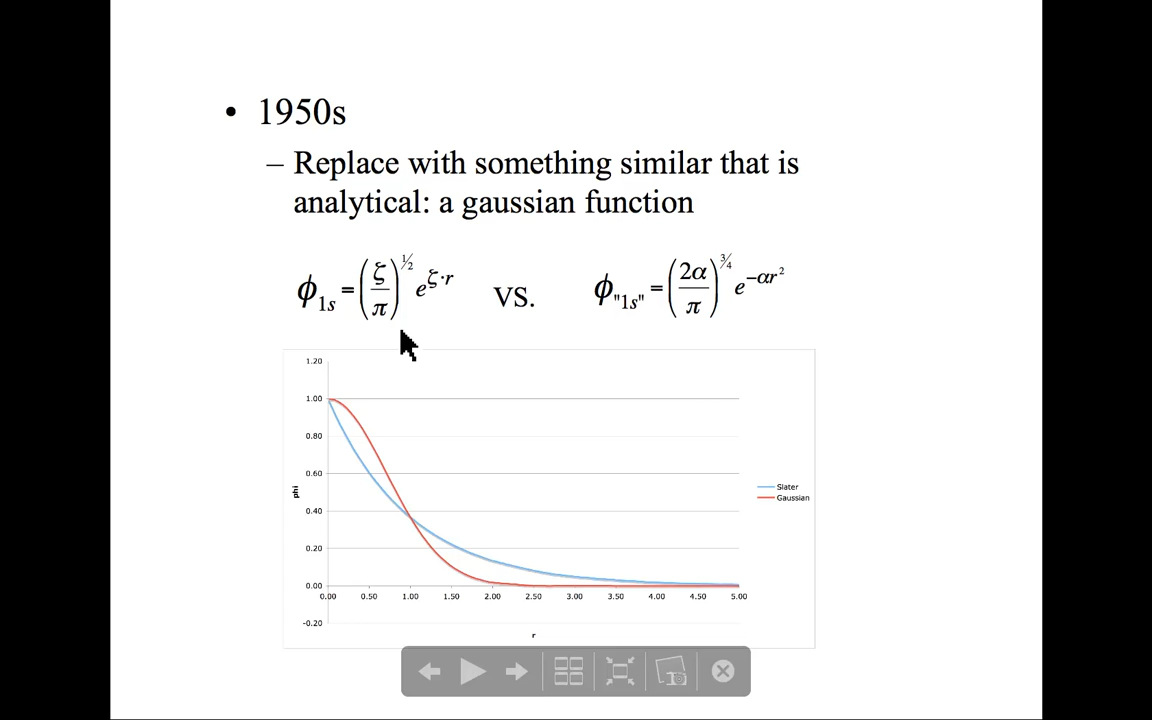 • 1950s
– Replace with something similar that is
analytical: a gaussian function
ϕ₁ₛ = (ζ/π)^½ e^ζ·r vs. ϕ"₁ₛ" = (2α/π)^¾ e^−αr²
1.20
1.00
0.80
0.60
0.40
0.20
0.00
-0.20
phi
0.00 0.50 1.00 1.50 2.00 2.50 3.00 3.50 4.00 4.50 5.00
r
Slater
Gaussian